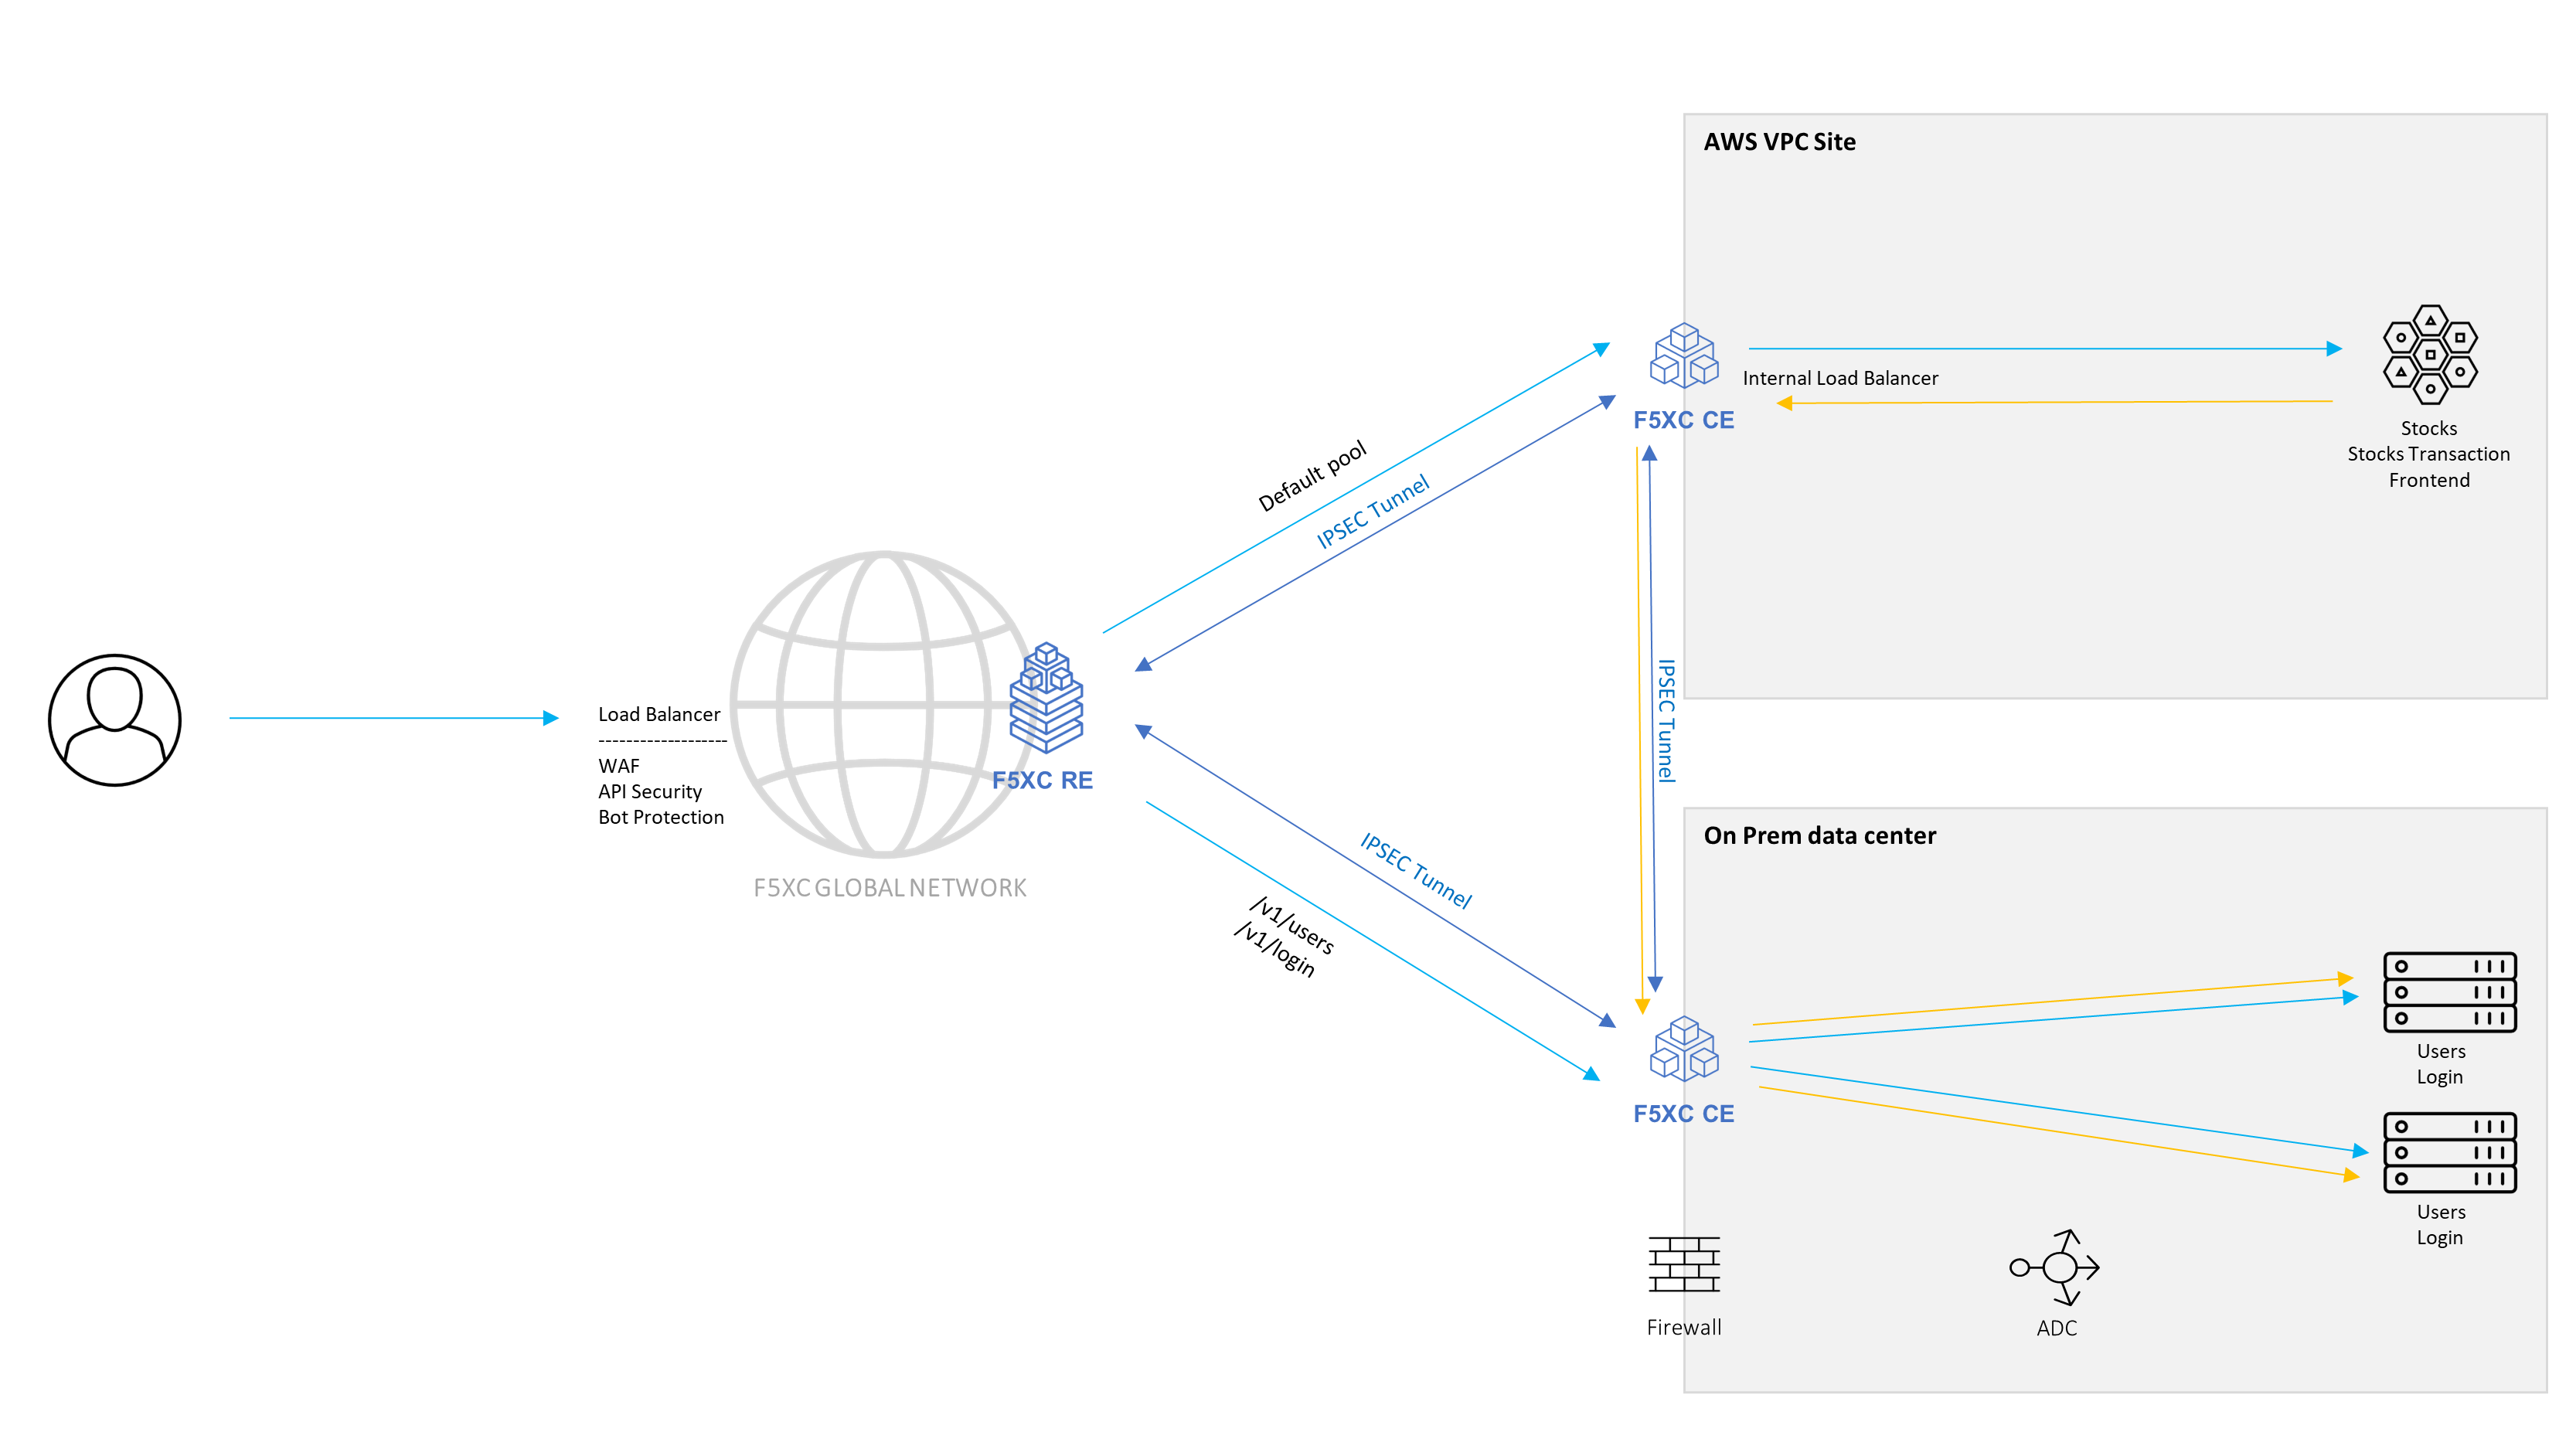 AWS VPC Site
Internal Load Balancer
F5XC CE
Stocks
Stocks Transaction
Frontend
Default pool
IPSEC Tunnel
IPSEC Tunnel
Load Balancer
-------------------
WAF
API Security
Bot Protection
F5XC RE
F5XC GLOBAL NETWORK
IPSEC Tunnel
/v1/users
/v1/login
On Prem data center
F5XC CE
Users
Login
Users
Login
Firewall
ADC